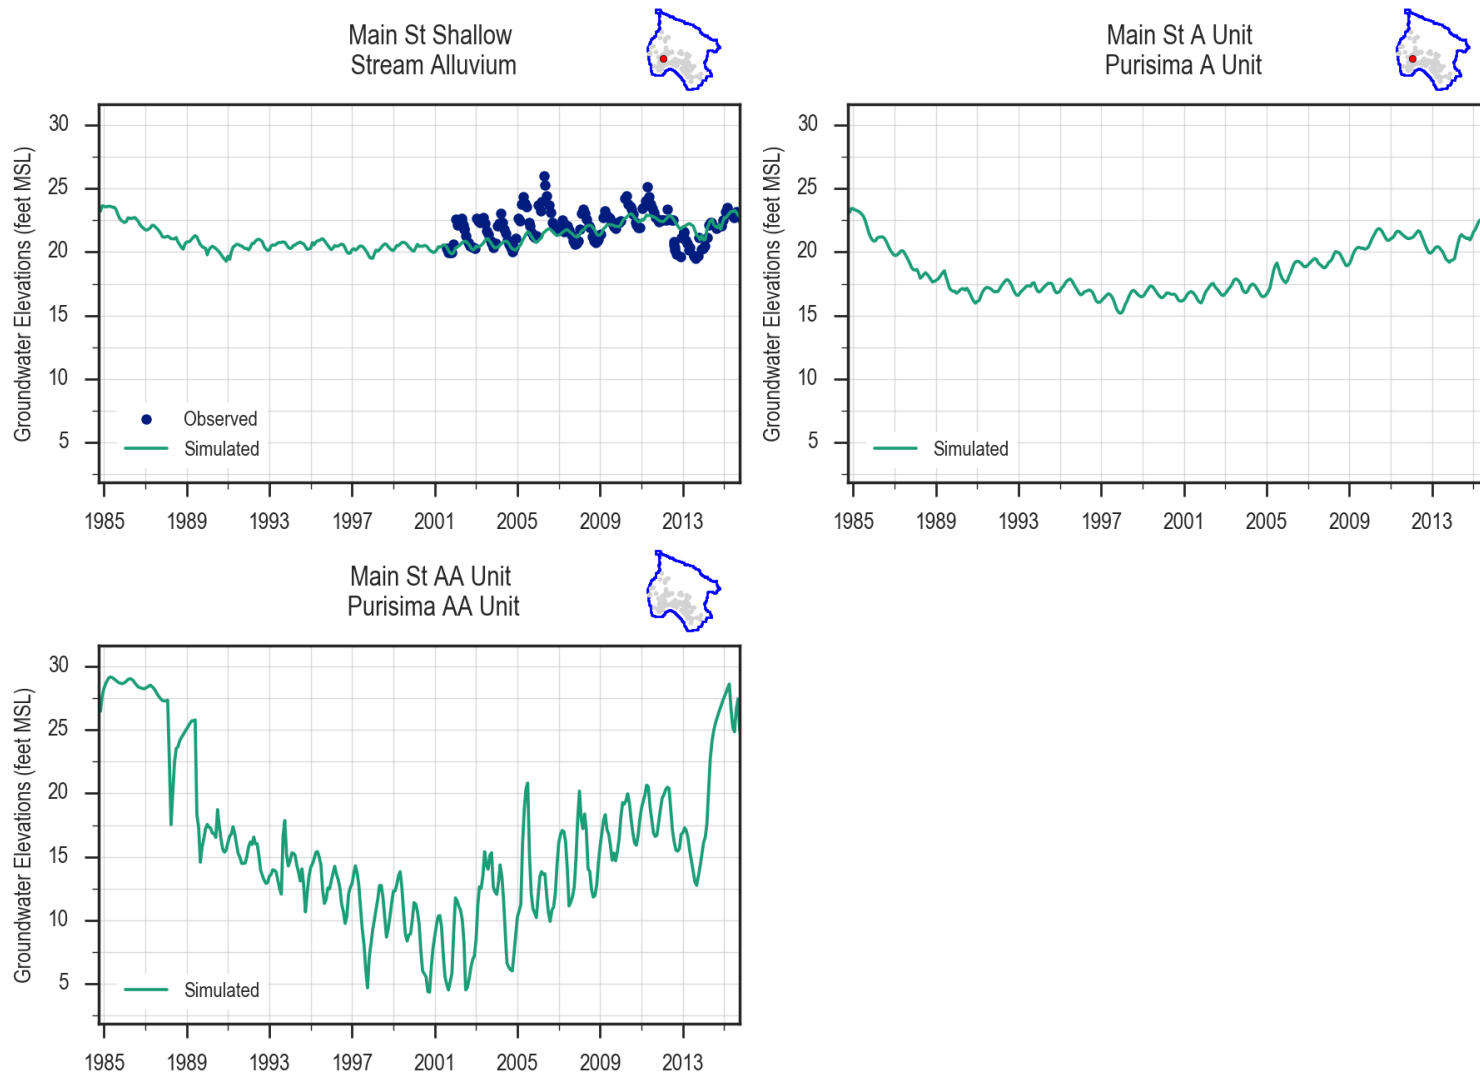 Main St Shallow
Stream Alluvium
Groundwater Elevations (feet MSL)
30
25
20
15
10
5
Observed
Simulated
1985 1989 1993 1997 2001 2005 2009 2013
Main St A Unit
Purisima A Unit
Groundwater Elevations (feet MSL)
30
25
20
15
10
5
Simulated
1985 1989 1993 1997 2001 2005 2009 2013
Main St AA Unit
Purisima AA Unit
Groundwater Elevations (feet MSL)
30
25
20
15
10
5
Simulated
1985 1989 1993 1997 2001 2005 2009 2013